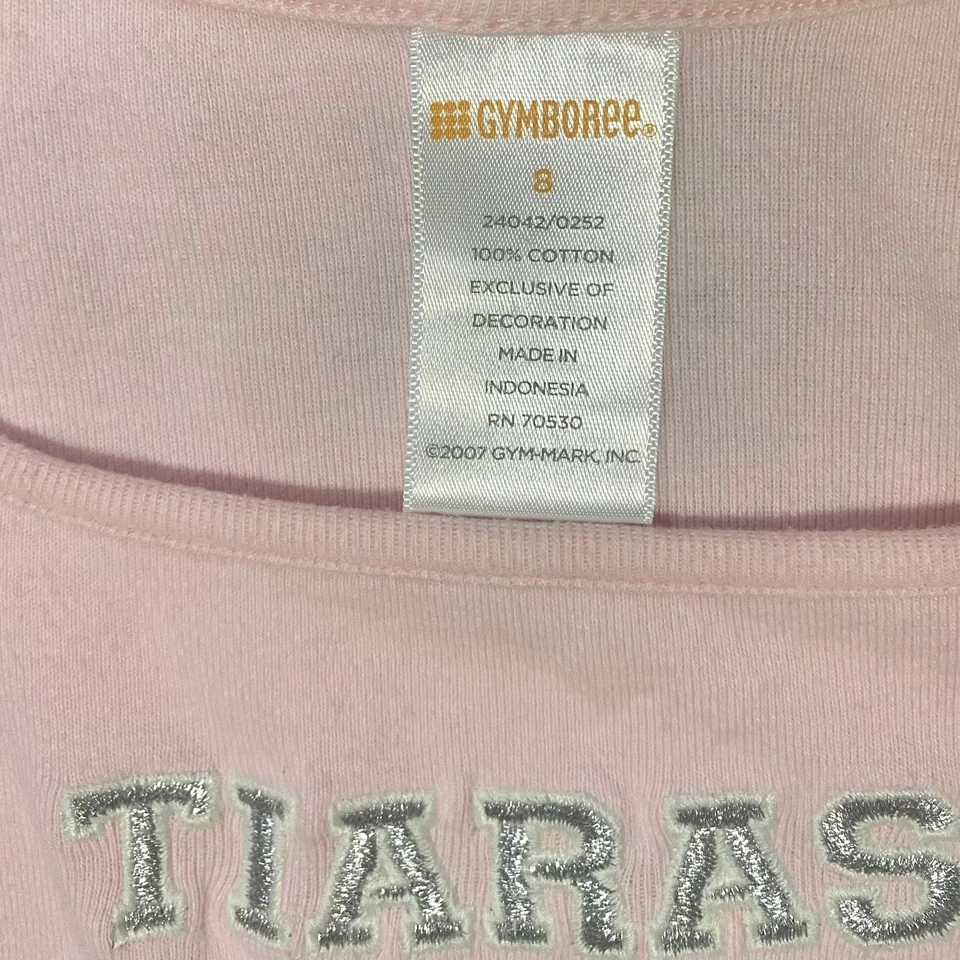 GYMBOREE®
8
24042/0252
100% COTTON
EXCLUSIVE OF
DECORATION
MADE IN
INDONESIA
RN 70530
©2007 GYM-MARK, INC.
TIARAS